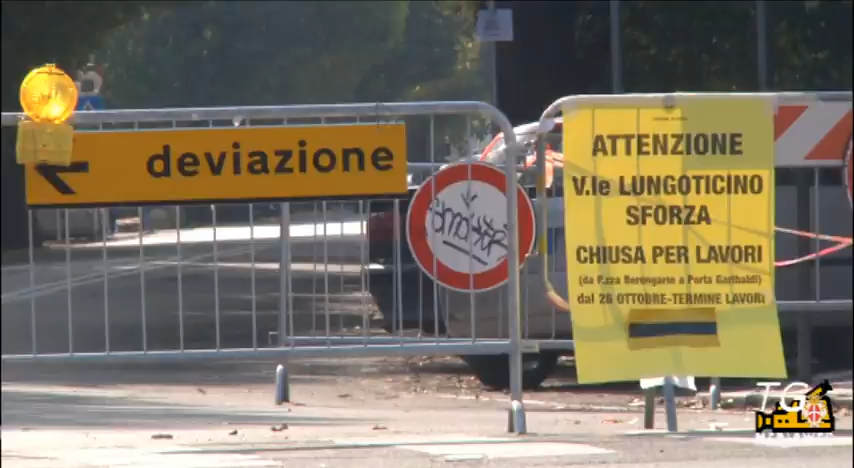 deviazione
ATTENZIONE
V.le LUNGOTICINO
SFORZA
CHIUSA PER LAVORI
(da P.zza Berengario a Porta Garibaldi)
dal 26 OTTOBRE-TERMINE LAVORI
TG